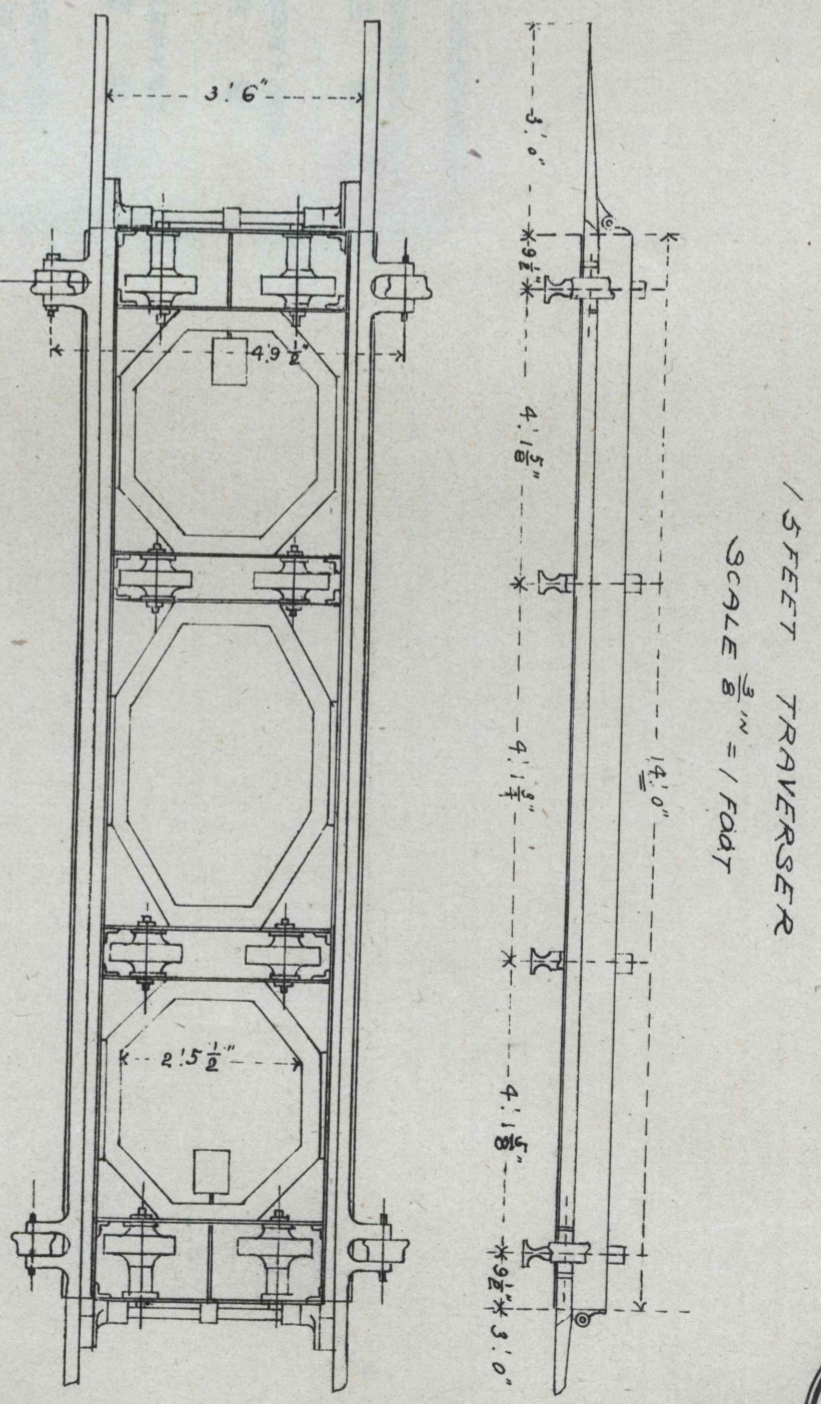 15 FEET TRAVERSER
SCALE 3/8 IN = 1 FOOT
3' 6"
4' 9 1/2"
2' 5 1/2"
3' 0"
9 1/2"
4' 1 5/8"
4' 1 3/4"
4' 1 5/8"
9 1/2"
3' 0"
14' 0"